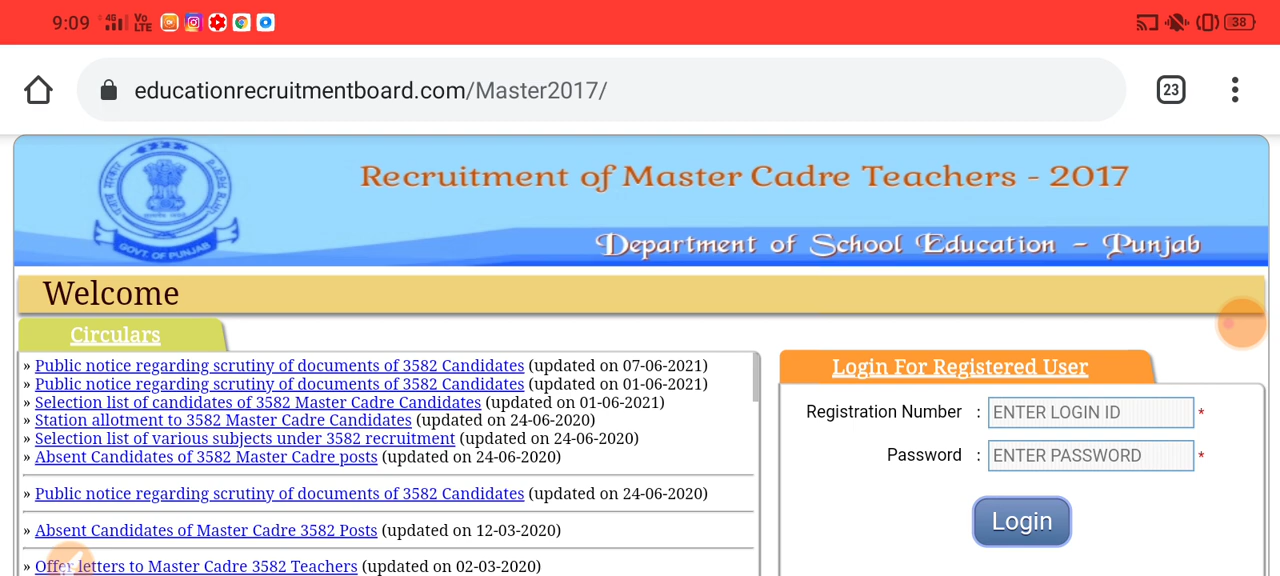 9:09 4G Vo LTE 38
educationrecruitmentboard.com/Master2017/ 23
GOVT. OF PUNJAB
Recruitment of Master Cadre Teachers - 2017
Department of School Education - Punjab
Welcome
Circulars
» Public notice regarding scrutiny of documents of 3582 Candidates (updated on 07-06-2021)
» Public notice regarding scrutiny of documents of 3582 Candidates (updated on 01-06-2021)
» Selection list of candidates of 3582 Master Cadre Candidates (updated on 01-06-2021)
» Station allotment to 3582 Master Cadre Candidates (updated on 24-06-2020)
» Selection list of various subjects under 3582 recruitment (updated on 24-06-2020)
» Absent Candidates of 3582 Master Cadre posts (updated on 24-06-2020)
» Public notice regarding scrutiny of documents of 3582 Candidates (updated on 24-06-2020)
» Absent Candidates of Master Cadre 3582 Posts (updated on 12-03-2020)
» Offer letters to Master Cadre 3582 Teachers (updated on 02-03-2020)
Login For Registered User
Registration Number : ENTER LOGIN ID *
Password : ENTER PASSWORD *
Login